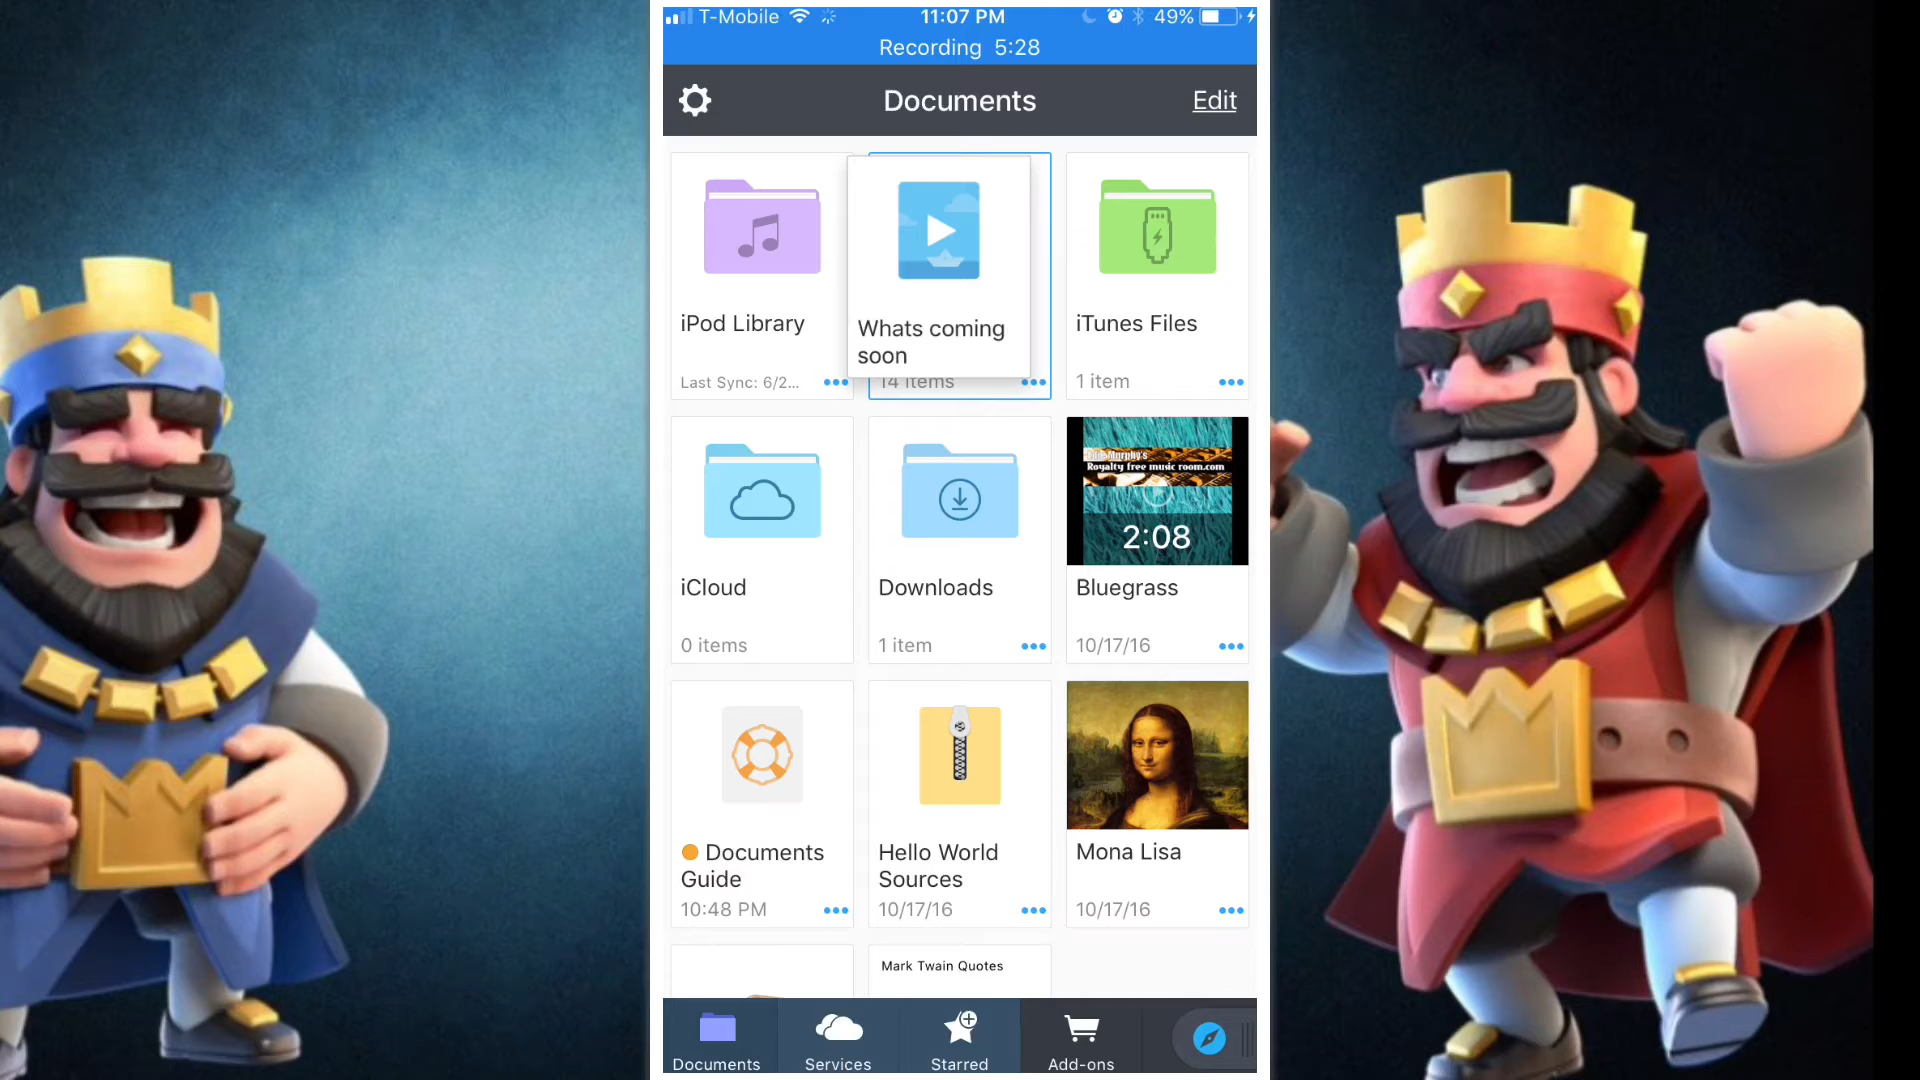 T-Mobile 11:07 PM 49%
Recording 5:28
Documents Edit
iPod Library
Last Sync: 6/2...
Whats coming
soon
14 items
iTunes Files
1 item
iCloud
0 items
Downloads
1 item
Royalty free music room.com
2:08
Bluegrass
10/17/16
Documents
Guide
10:48 PM
Hello World
Sources
10/17/16
Mona Lisa
10/17/16
Mark Twain Quotes
Documents Services Starred Add-ons